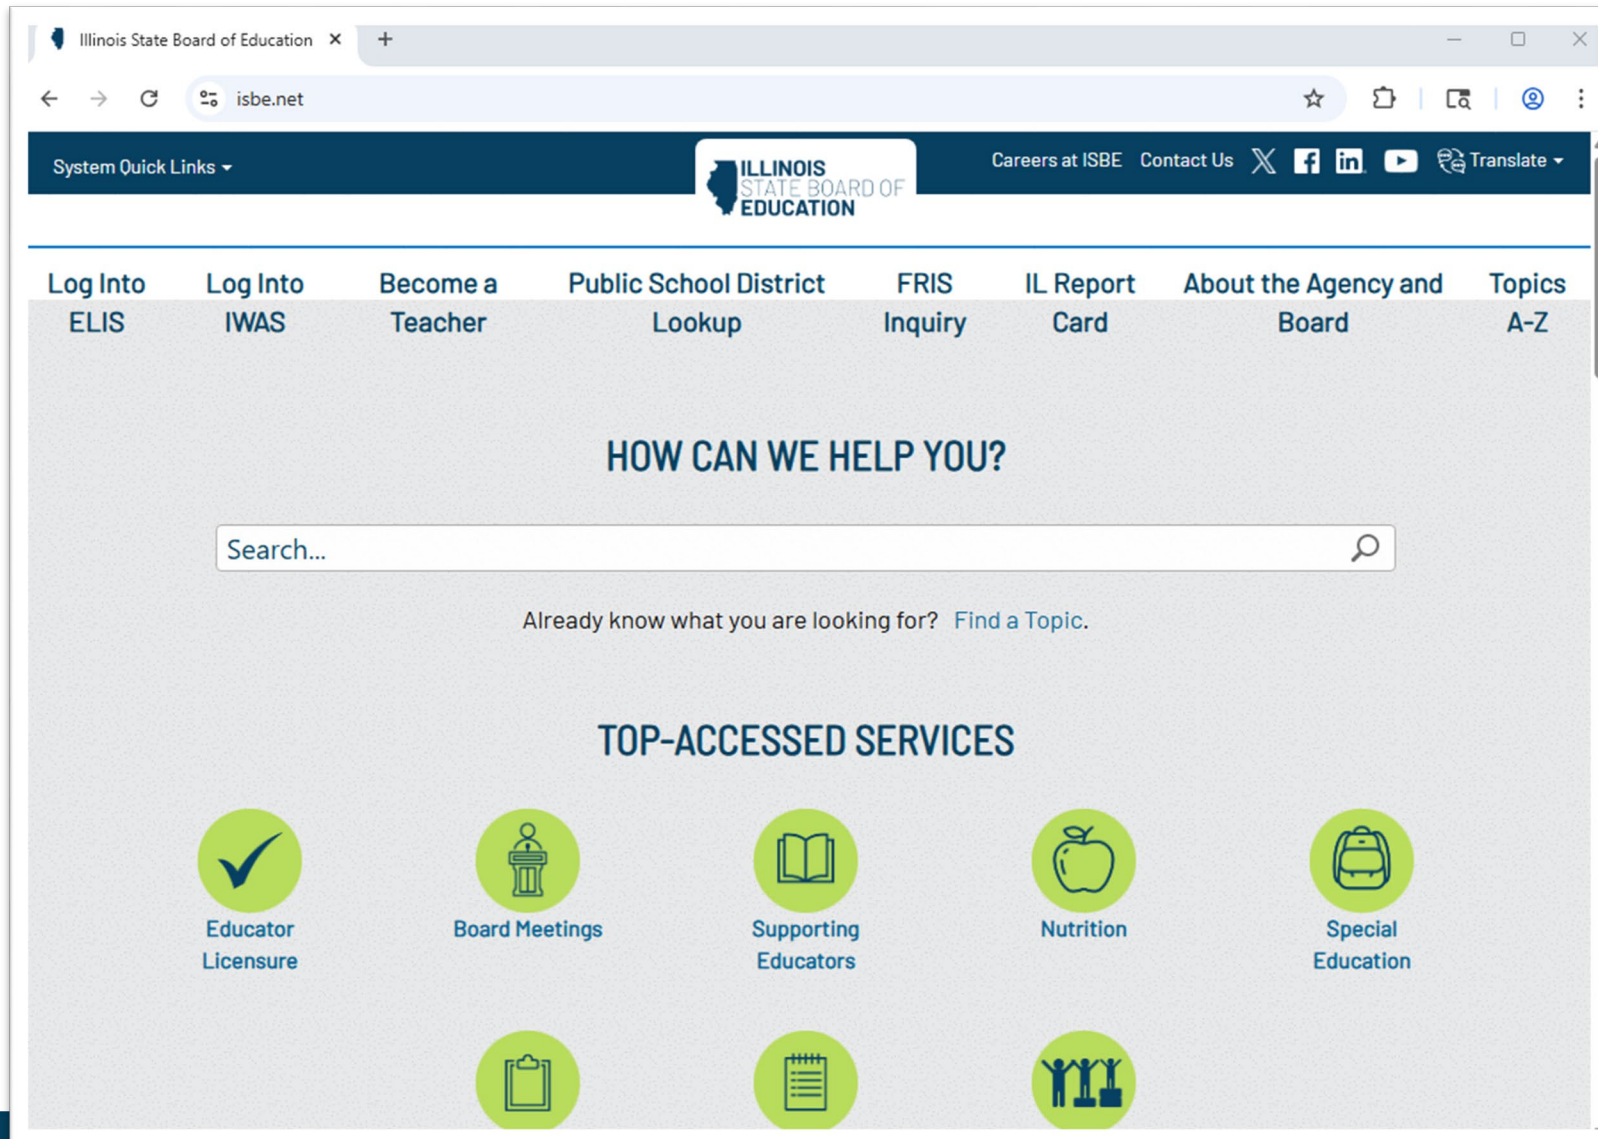 Illinois State Board of Education
isbe.net
System Quick Links
ILLINOIS
STATE BOARD OF
EDUCATION
Careers at ISBE Contact Us Translate
Log Into ELIS
Log Into IWAS
Become a Teacher
Public School District Lookup
FRIS Inquiry
IL Report Card
About the Agency and Board
Topics A-Z
HOW CAN WE HELP YOU?
Search...
Already know what you are looking for? Find a Topic.
TOP-ACCESSED SERVICES
Educator
Licensure
Board Meetings
Supporting
Educators
Nutrition
Special
Education